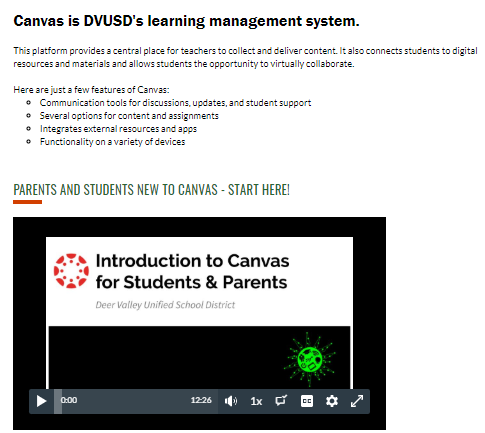 Canvas is DVUSD's learning management system.
This platform provides a central place for teachers to collect and deliver content. It also connects students to digital
resources and materials and allows students the opportunity to virtually collaborate.
Here are just a few features of Canvas:
Communication tools for discussions, updates, and student support
Several options for content and assignments
Integrates external resources and apps
Functionality on a variety of devices
PARENTS AND STUDENTS NEW TO CANVAS - START HERE!
Introduction to Canvas
for Students & Parents
Deer Valley Unified School District
0:00 12:26 1x CC